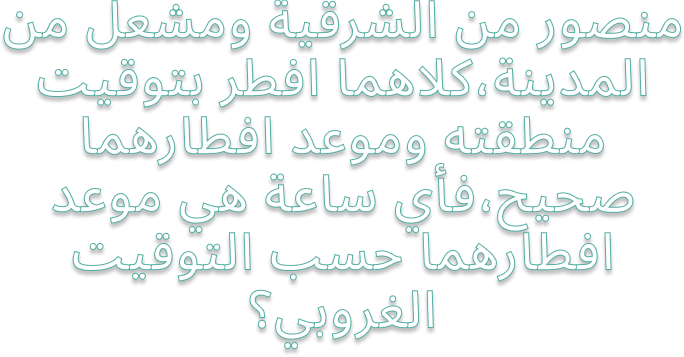 منصور من الشرقية ومشعل من
المدينة،كلاهما افطر بتوقيت
منطقته وموعد افطارهما
صحيح،فأي ساعة هي موعد
افطارهما حسب التوقيت
الغروبي؟